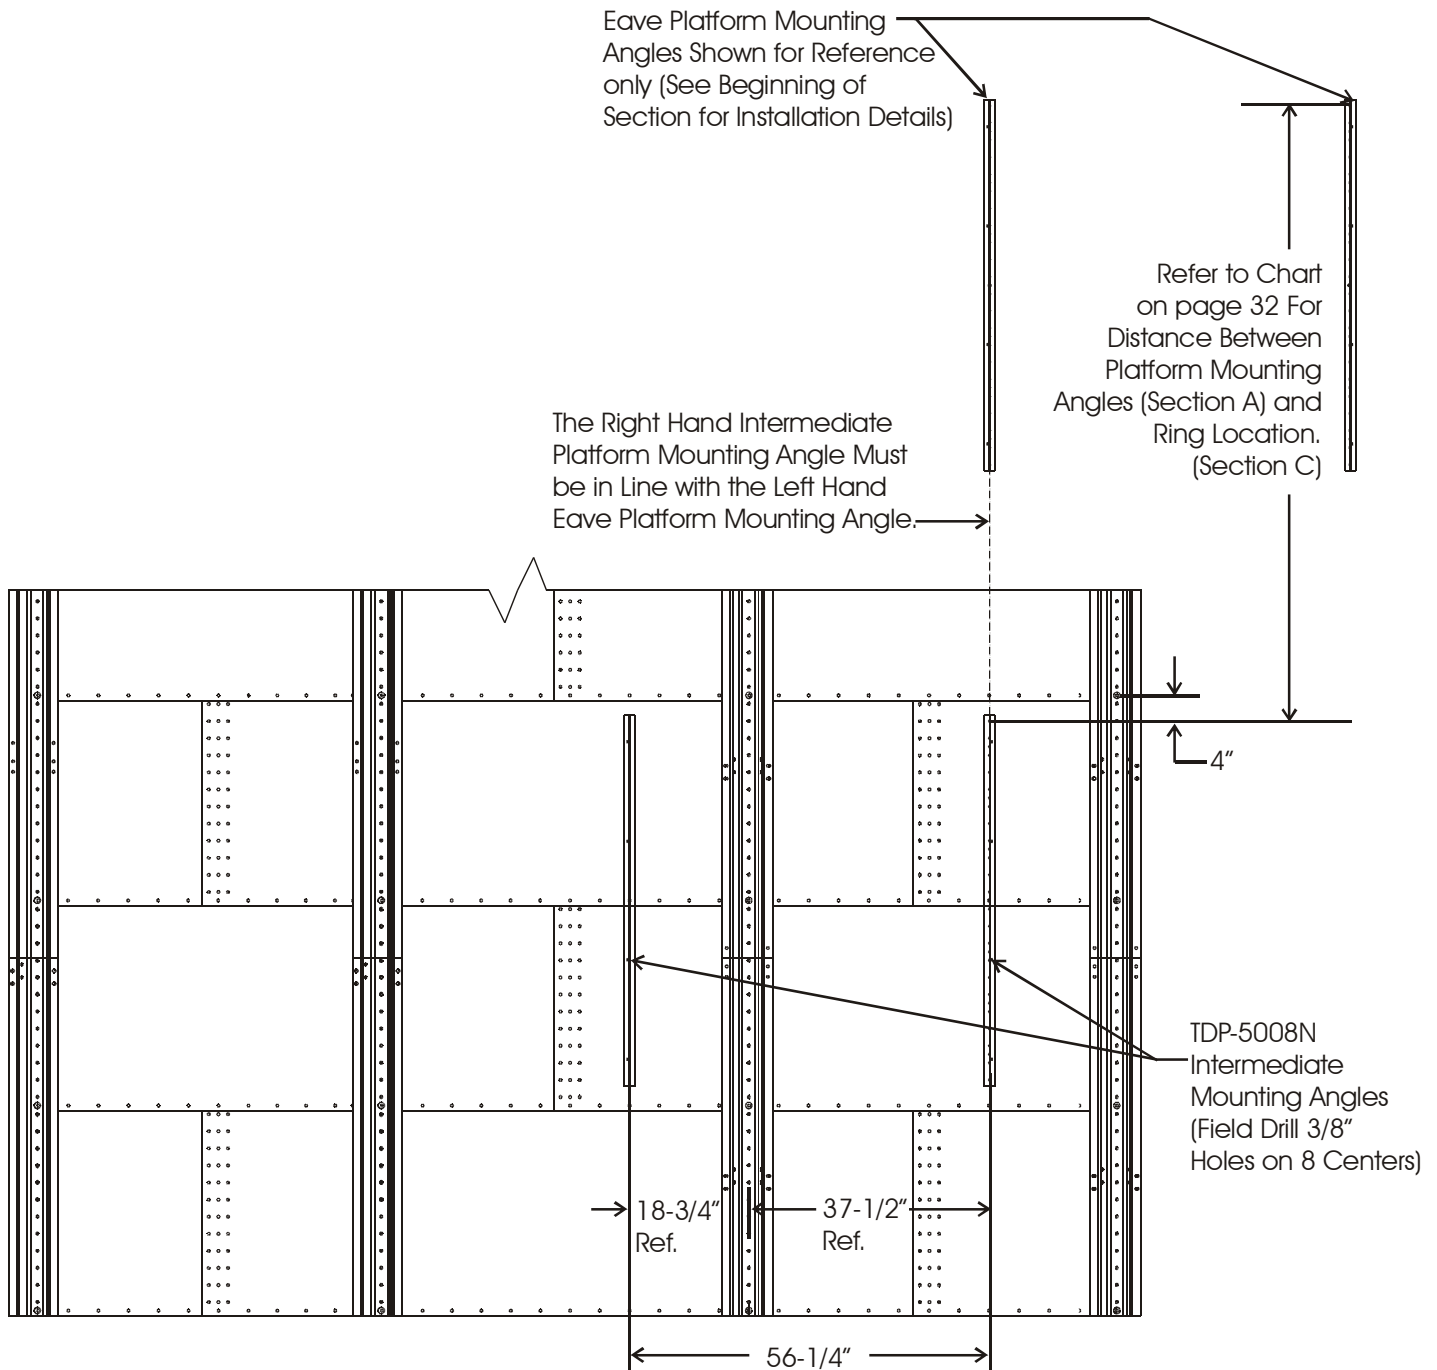 Eave Platform Mounting
Angles Shown for Reference
only (See Beginning of
Section for Installation Details)
Refer to Chart
on page 32 For
Distance Between
Platform Mounting
Angles (Section A) and
Ring Location.
(Section C)
The Right Hand Intermediate
Platform Mounting Angle Must
be in Line with the Left Hand
Eave Platform Mounting Angle.
4"
TDP-5008N
Intermediate
Mounting Angles
(Field Drill 3/8"
Holes on 8 Centers)
18-3/4"
Ref.
37-1/2"
Ref.
56-1/4"